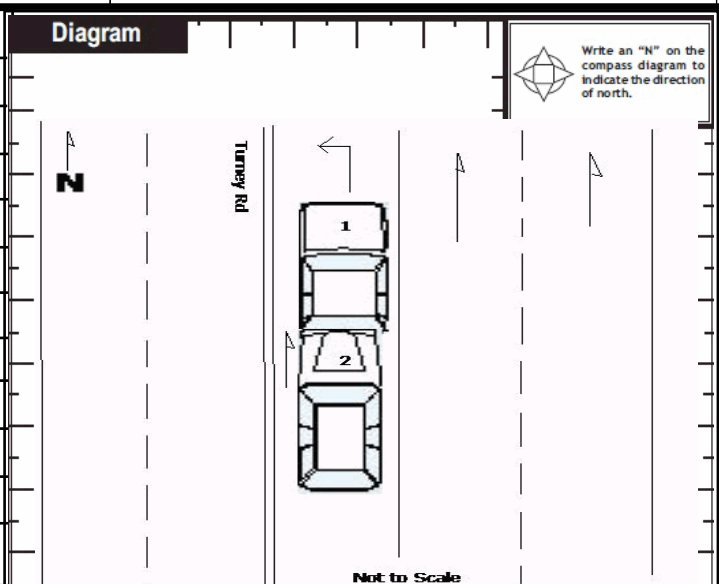 Diagram
Write an “N” on the
compass diagram to
indicate the direction
of north.
N
Turney Rd
1
2
Not to Scale